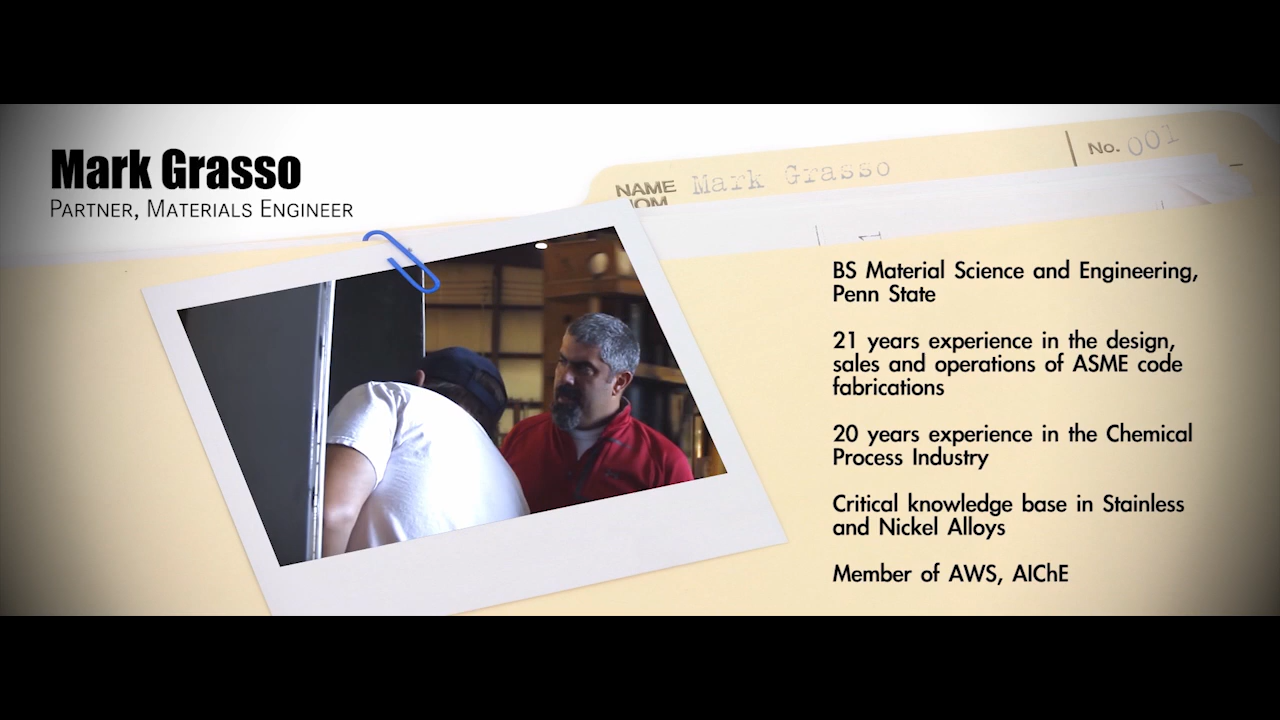 Mark Grasso
Partner, Materials Engineer
NAME Mark Grasso
No. 001
NOM
BS Material Science and Engineering,
Penn State
21 years experience in the design,
sales and operations of ASME code
fabrications
20 years experience in the Chemical
Process Industry
Critical knowledge base in Stainless
and Nickel Alloys
Member of AWS, AIChE